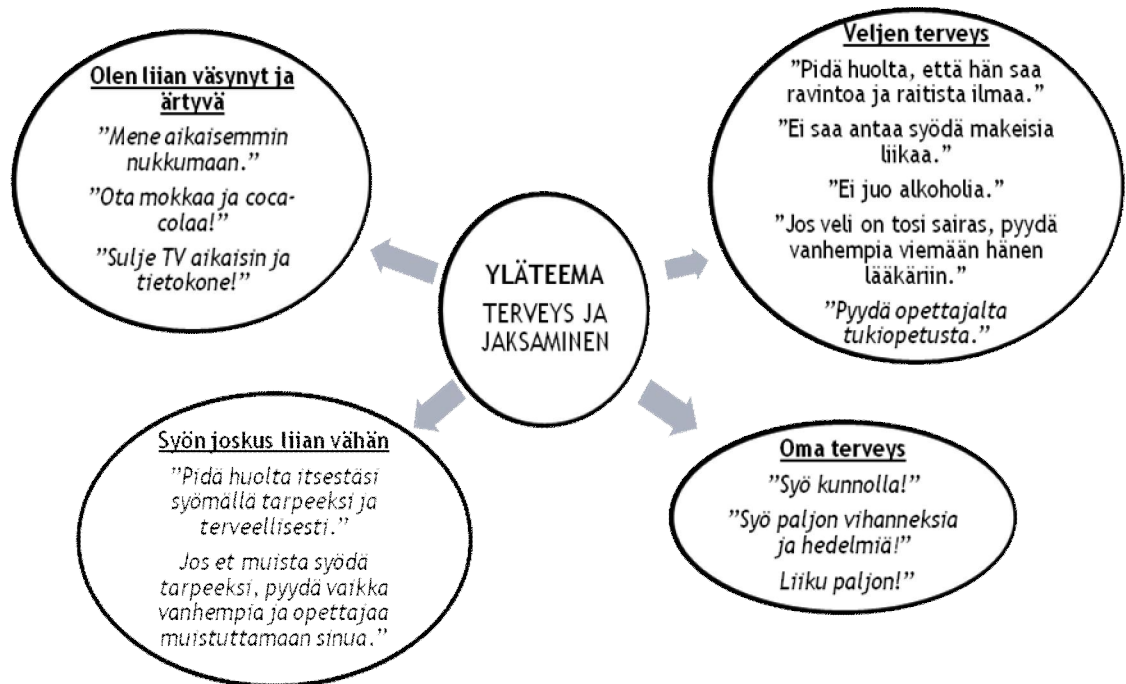 Olen liian väsynyt ja
ärtyvä
”Mene aikaisemmin
nukkumaan.”
”Ota mokkaa ja coca-
colaa!”
”Sulje TV aikaisin ja
tietokone!”
Veljen terveys
”Pidä huolta, että hän saa
ravintoa ja raitista ilmaa.”
”Ei saa antaa syödä makeisia
liikaa.”
”Ei juo alkoholia.”
”Jos veli on tosi sairas, pyydä
vanhempia viemään hänen
lääkäriin.”
”Pyydä opettajalta
tukiopetusta.”
YLÄTEEMA
TERVEYS JA
JAKSAMINEN
Syön joskus liian vähän
”Pidä huolta itsestäsi
syömällä tarpeeksi ja
terveellisesti.”
Jos et muista syödä
tarpeeksi, pyydä vaikka
vanhempia ja opettajaa
muistuttamaan sinua.”
Oma terveys
”Syö kunnolla!”
”Syö paljon vihanneksia
ja hedelmiä!”
Liiku paljon!”